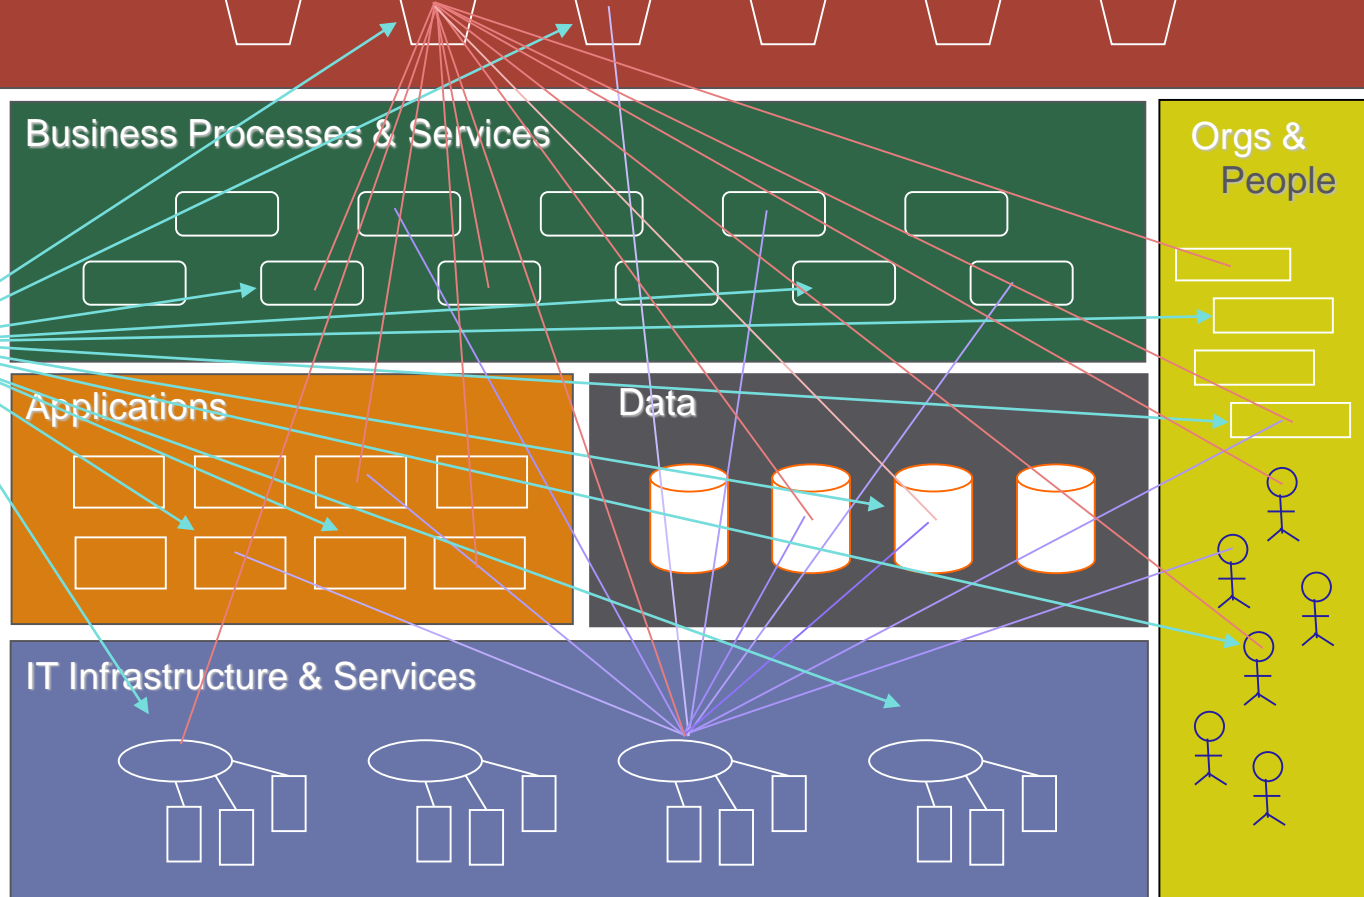 Business Processes & Services
Orgs &
People
Applications
Data
IT Infrastructure & Services